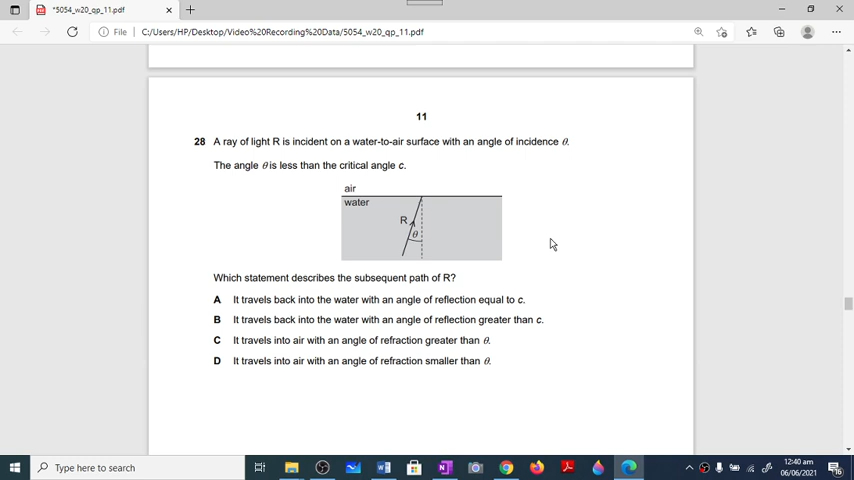 *5054_w20_qp_11.pdf
File
C:/Users/HP/Desktop/Video%20Recording%20Data/5054_w20_qp_11.pdf
11
28 A ray of light R is incident on a water-to-air surface with an angle of incidence θ.
The angle θ is less than the critical angle c.
air
water
R
θ
Which statement describes the subsequent path of R?
A It travels back into the water with an angle of reflection equal to c.
B It travels back into the water with an angle of reflection greater than c.
C It travels into air with an angle of refraction greater than θ.
D It travels into air with an angle of refraction smaller than θ.
Type here to search
12:40 am
06/06/2021